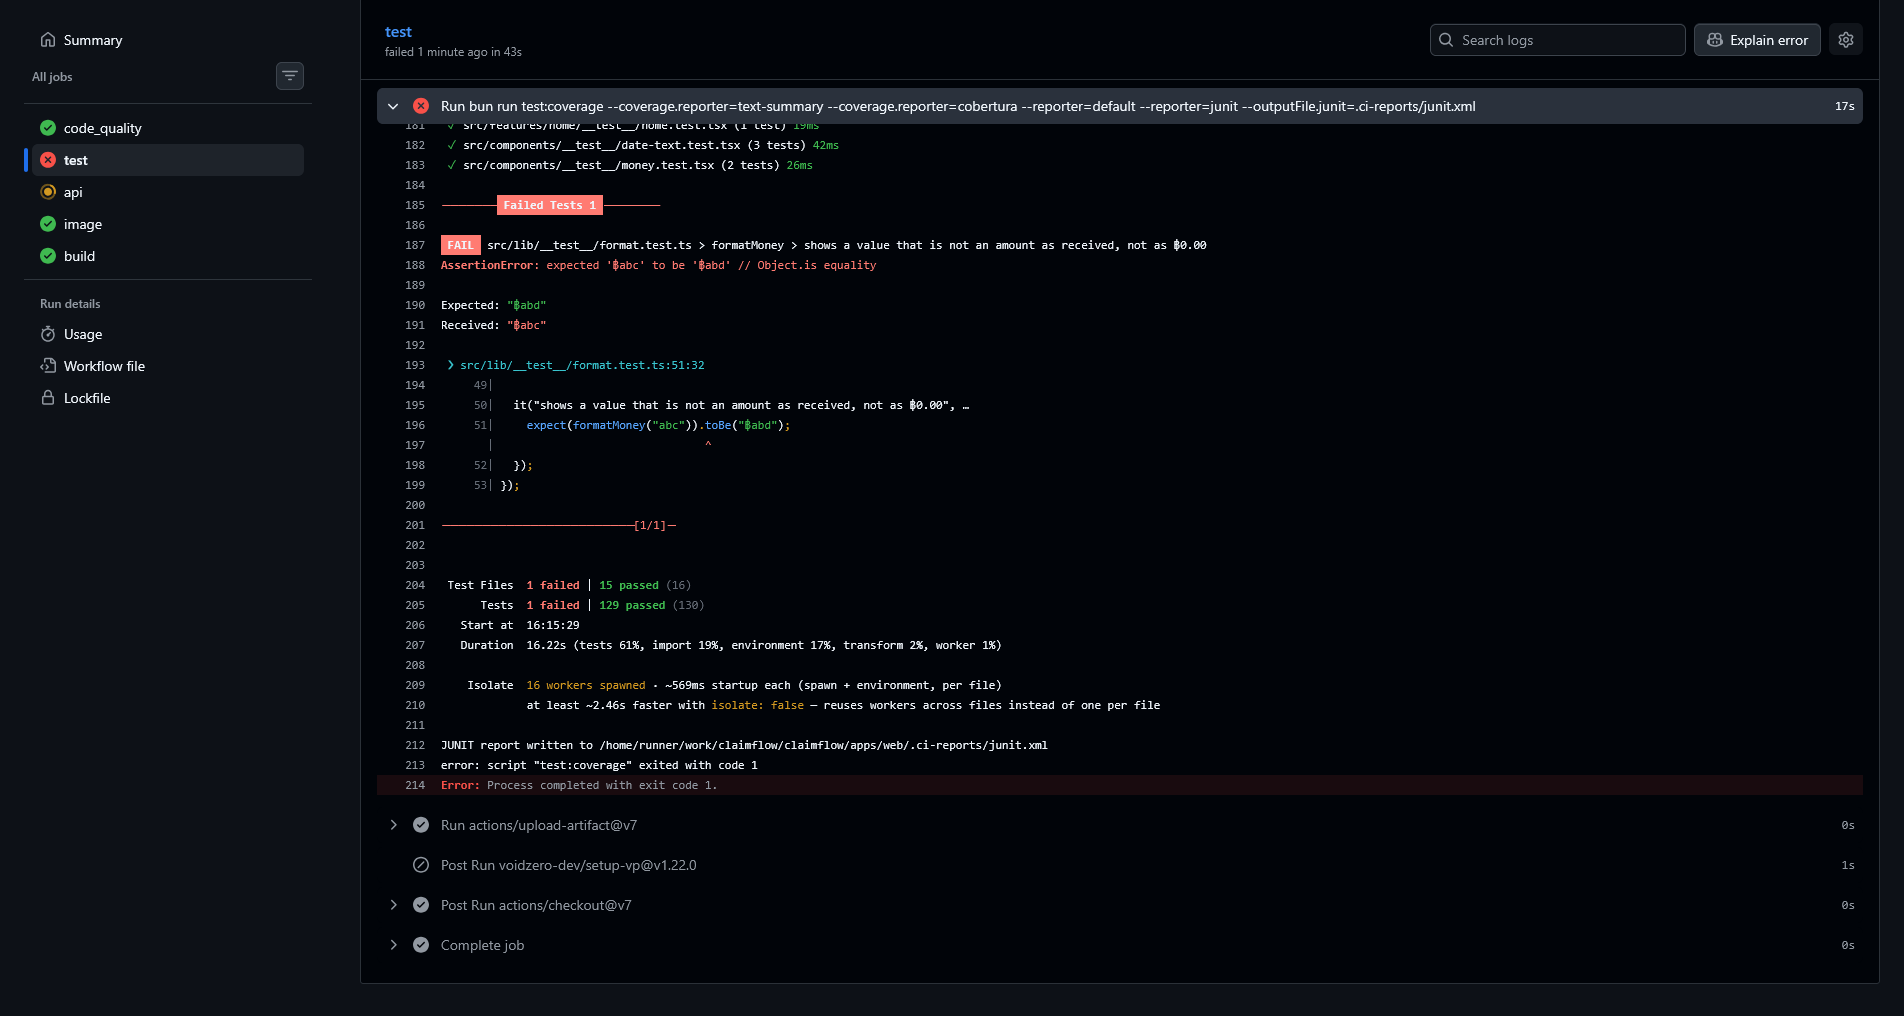 Summary
All jobs
code_quality
test
api
image
build
Run details
Usage
Workflow file
Lockfile
test
failed 1 minute ago in 43s
Search logs
Explain error
Run bun run test:coverage --coverage.reporter=text-summary --coverage.reporter=cobertura --reporter=default --reporter=junit --outputFile.junit=.ci-reports/junit.xml 17s
181 ✓ src/features/home/__test__/home.test.tsx (1 test) 19ms
182 ✓ src/components/__test__/date-text.test.tsx (3 tests) 42ms
183 ✓ src/components/__test__/money.test.tsx (2 tests) 26ms
184
185 Failed Tests 1
186
187 FAIL src/lib/__test__/format.test.ts > formatMoney > shows a value that is not an amount as received, not as ฿0.00
188 AssertionError: expected '฿abc' to be '฿abd' // Object.is equality
189
190 Expected: "฿abd"
191 Received: "฿abc"
192
193 ❯ src/lib/__test__/format.test.ts:51:32
194 49|
195 50| it("shows a value that is not an amount as received, not as ฿0.00", …
196 51| expect(formatMoney("abc")).toBe("฿abd");
197 | ^
198 52| });
199 53| });
200
201 [1/1]
202
203
204 Test Files 1 failed | 15 passed (16)
205 Tests 1 failed | 129 passed (130)
206 Start at 16:15:29
207 Duration 16.22s (tests 61%, import 19%, environment 17%, transform 2%, worker 1%)
208
209 Isolate 16 workers spawned · ~569ms startup each (spawn + environment, per file)
210 at least ~2.46s faster with isolate: false — reuses workers across files instead of one per file
211
212 JUNIT report written to /home/runner/work/claimflow/claimflow/apps/web/.ci-reports/junit.xml
213 error: script "test:coverage" exited with code 1
214 Error: Process completed with exit code 1.
Run actions/upload-artifact@v7 0s
Post Run voidzero-dev/setup-vp@v1.22.0 1s
Post Run actions/checkout@v7 0s
Complete job 0s